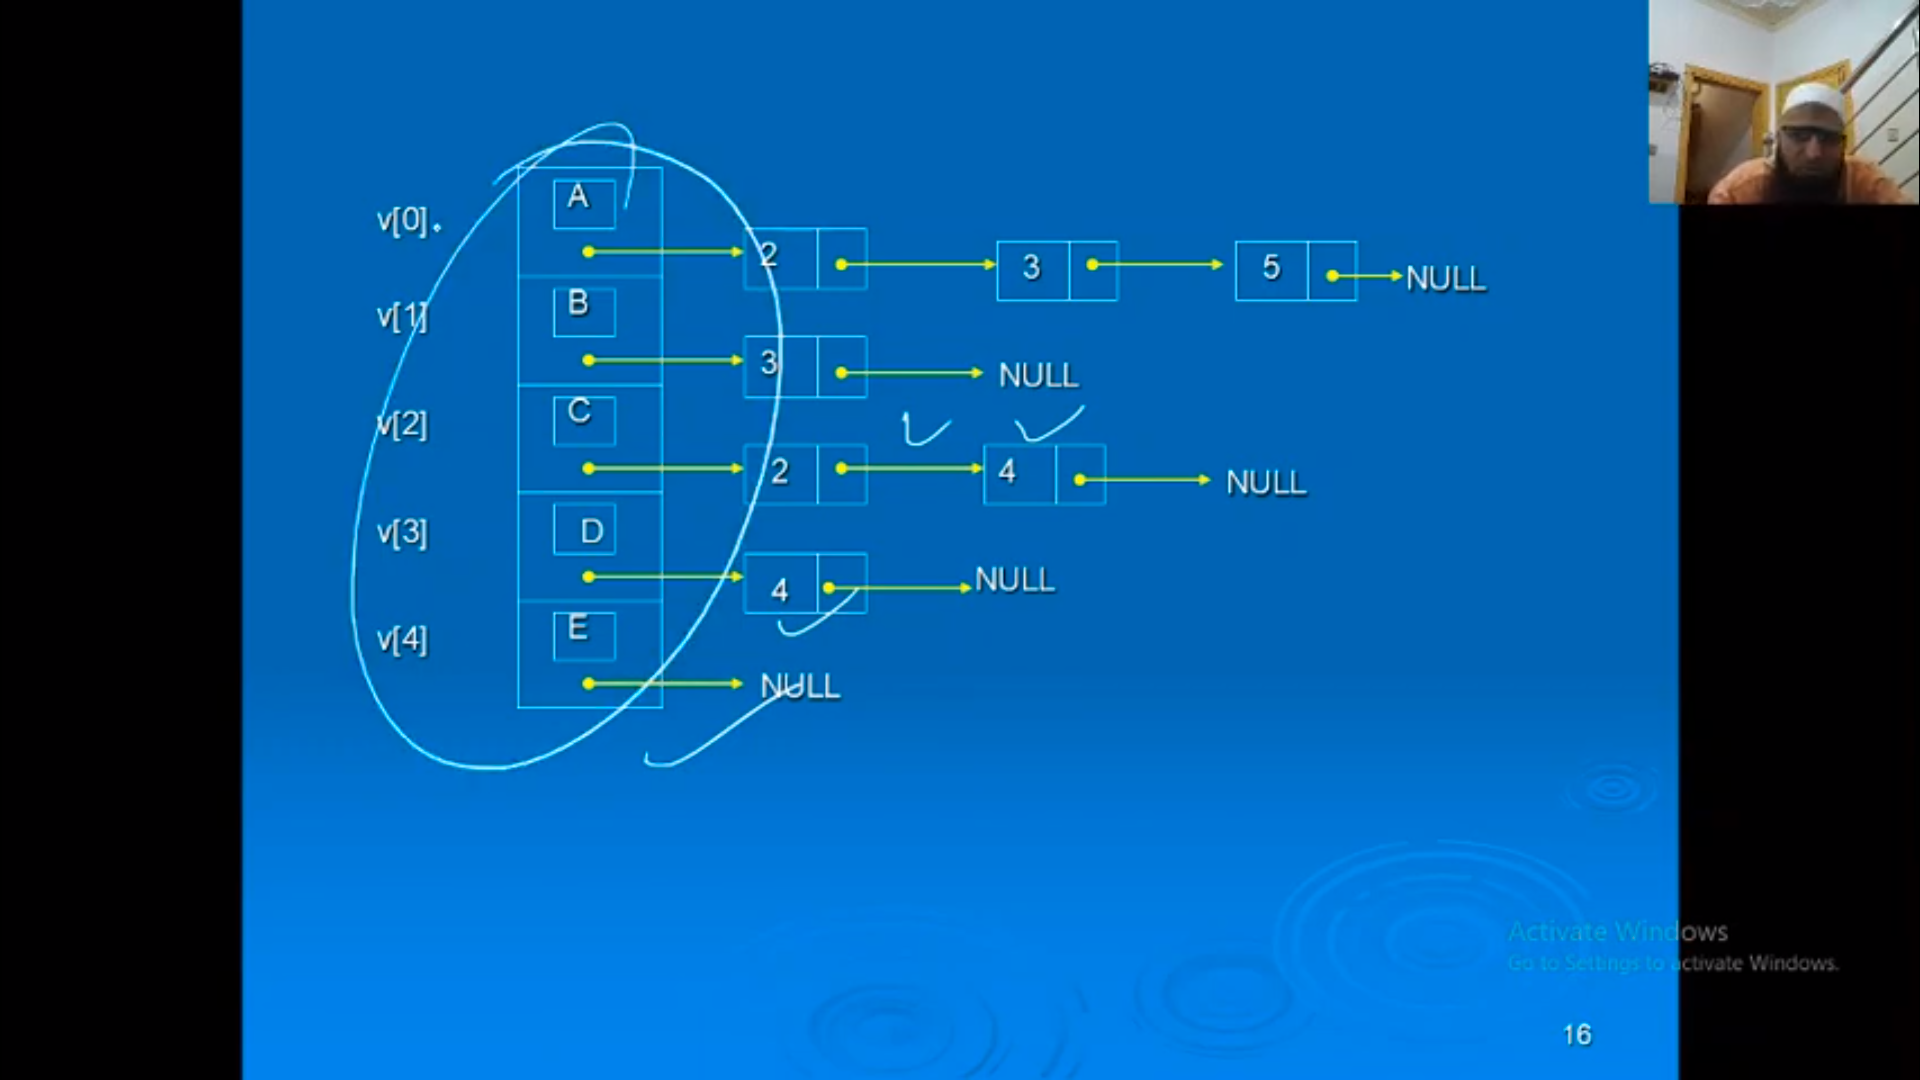 A
v[0]
2 3 5 NULL
B
v[1]
3 NULL
C
v[2]
2 4 NULL
D
v[3]
4 NULL
E
v[4]
NULL
Activate Windows
Go to Settings to activate Windows.
16